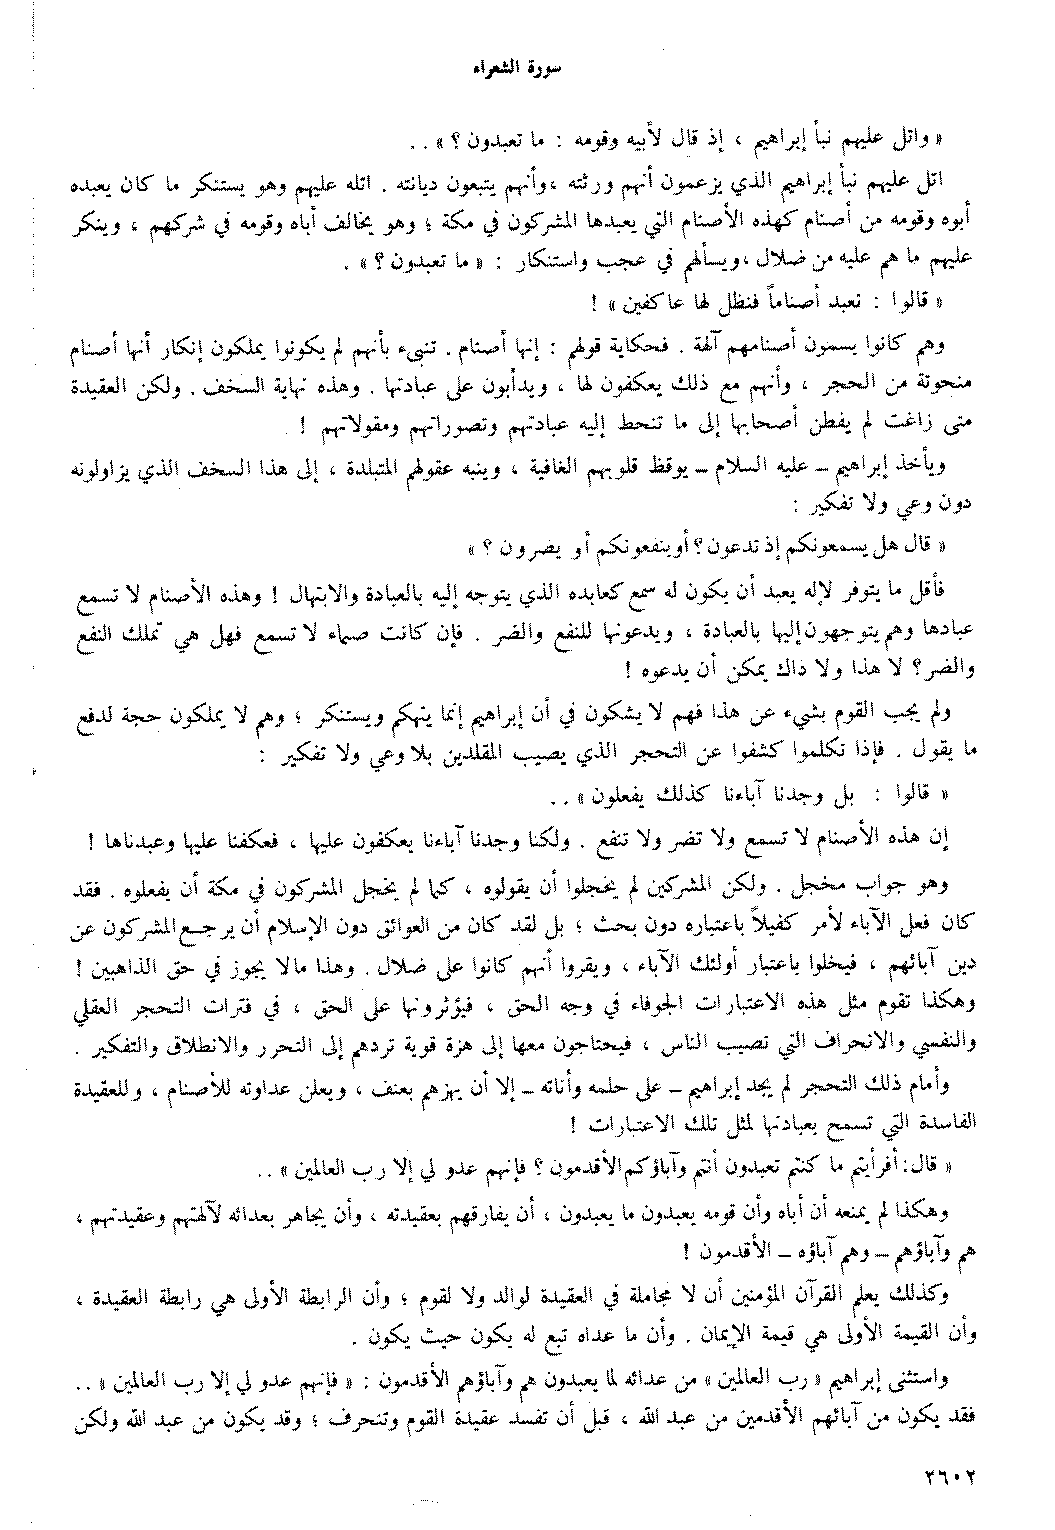 سورة الشعراء
« واتل عليهم نبأ إبراهيم ، إذ قال لأبيه وقومه : ما تعبدون ؟ » . .
اتل عليهم نبأ إبراهيم الذي يزعمون أنهم ورثته ، وأنهم يتبعون ديانته . اتله عليهم وهو يستنكر ما كان يعبده
أبوه وقومه من أصنام كهذه الأصنام التي يعبدها المشركون في مكة ؛ وهو يخالف أباه وقومه في شركهم ، وينكر
عليهم ما هم عليه من ضلال ، ويسألهم في عجب واستنكار : « ما تعبدون ؟ » .
« قالوا : نعبد أصناماً فنظل لها عاكفين » !
وهم كانوا يسمون أصنامهم آلهة . فحكاية قولهم : إنها أصنام . تنبىء بأنهم لم يكونوا يملكون إنكار أنها أصنام
منحوتة من الحجر ، وأنهم مع ذلك يعكفون لها ، ويدأبون على عبادتها . وهذه نهاية السخف . ولكن العقيدة
متى زاغت لم يفطن أصحابها إلى ما تنحط إليه عبادتهم وتصوراتهم ومقولاتهم !
ويأخذ إبراهيم – عليه السلام – يوقظ قلوبهم الغافية ، وينبه عقولهم المتبلدة ، إلى هذا السخف الذي يزاولونه
دون وعي ولا تفكير :
« قال هل يسمعونكم إذ تدعون ؟ أو ينفعونكم أو يضرون ؟ »
فأقل ما يتوفر لإله يعبد أن يكون له سمع كعابده الذي يتوجه إليه بالعبادة والابتهال ! وهذه الأصنام لا تسمع
عبادها وهم يتوجهون إليها بالعبادة ، ويدعونها للنفع والضر . فإن كانت صماء لا تسمع فهل هي تملك النفع
والضر ؟ لا هذا ولا ذاك يمكن أن يدعوه !
ولم يجب القوم بشيء عن هذا فهم لا يشكون في أن إبراهيم إنما يتهكم ويستنكر ؛ وهم لا يملكون حجة لدفع
ما يقول . فإذا تكلموا كشفوا عن التحجر الذي يصيب المقلدين بلا وعي ولا تفكير :
« قالوا : بل وجدنا آباءنا كذلك يفعلون » . .
إن هذه الأصنام لا تسمع ولا تضر ولا تنفع . ولكنا وجدنا آباءنا يعكفون عليها ، فعكفنا عليها وعبدناها !
وهو جواب مخجل . ولكن المشركين لم يخجلوا أن يقولوه ، كما لم يخجل المشركون في مكة أن يفعلوه . فقد
كان فعل الآباء لأمر كفيلاً باعتباره دون بحث ؛ بل لقد كان من العوائق دون الإسلام أن يرجع المشركون عن
دين آبائهم ، فيخلوا باعتبار أولئك الآباء ، ويقروا أنهم كانوا على ضلال . وهذا مالا يجوز في حق الذاهبين !
وهكذا تقوم مثل هذه الاعتبارات الجوفاء في وجه الحق ، فيؤثرونها على الحق ، في فترات التحجر العقلي
والنفسي والانحراف التي تصيب الناس ، فيحتاجون معها إلى هزة قوية تردهم إلى التحرر والانطلاق والتفكير .
وأمام ذلك التحجر لم يجد إبراهيم – على حلمه وأناته – إلا أن يهزهم بعنف ، ويعلن عداوته للأصنام ، وللعقيدة
الفاسدة التي تسمح بعبادتها لمثل تلك الاعتبارات !
« قال : أفرأيتم ما كنتم تعبدون أنتم وآباؤكم الأقدمون ؟ فإنهم عدو لي إلا رب العالمين » . .
وهكذا لم يمنعه أن أباه وأن قومه يعبدون ما يعبدون ، أن يفارقهم بعقيدته ، وأن يجاهر بعدائه لآلهتهم وعقيدتهم ،
هم وآباؤهم – وهم آباؤه – الأقدمون !
وكذلك يعلم القرآن المؤمنين أن لا مجاملة في العقيدة لوالد ولا لقوم ؛ وأن الرابطة الأولى هي رابطة العقيدة ،
وأن القيمة الأولى هي قيمة الإيمان . وأن ما عداه تبع له يكون حيث يكون .
واستثنى إبراهيم « رب العالمين » من عدائه لما يعبدون هم وآباؤهم الأقدمون : « فإنهم عدو لي إلا رب العالمين » . .
فقد يكون من آبائهم الأقدمين من عبد الله ، قبل أن تفسد عقيدة القوم وتنحرف ؛ وقد يكون من عبد الله ولكن
٢٦٠٢